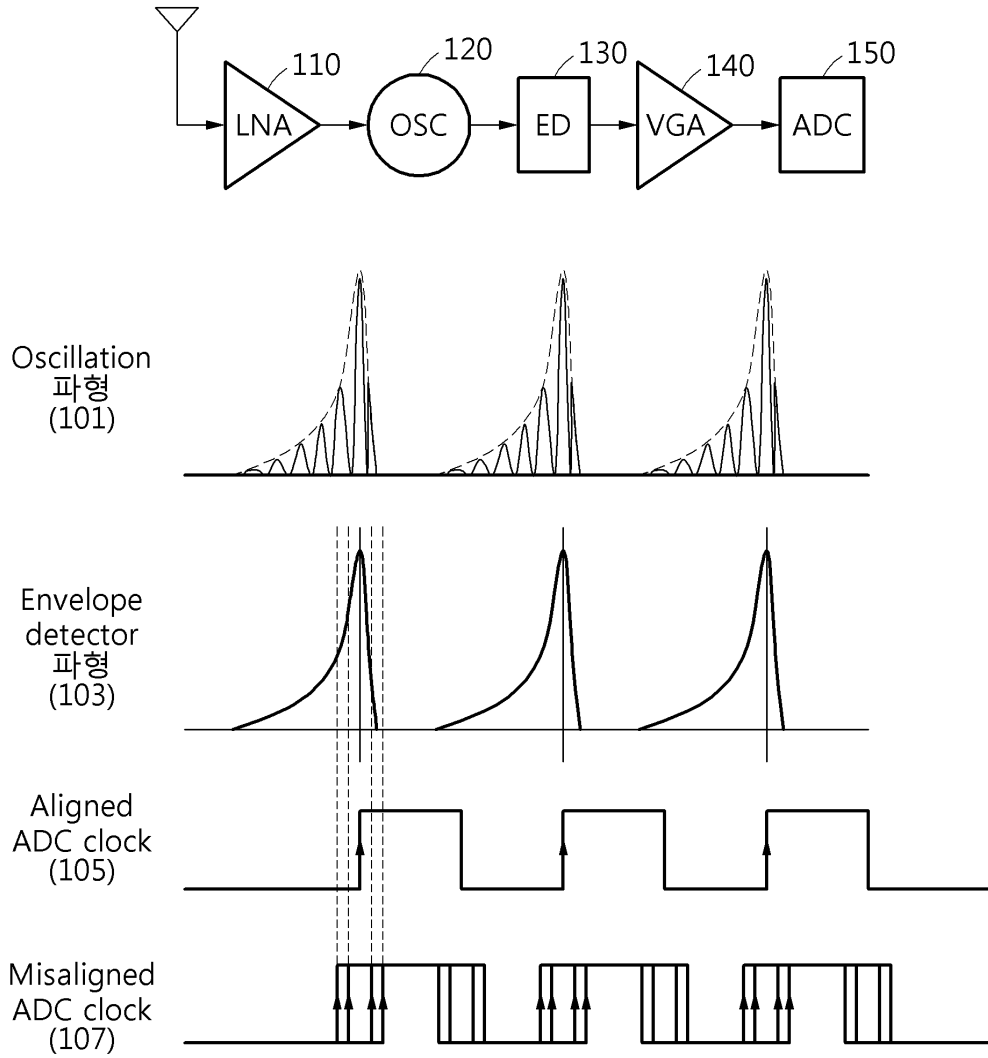 110
120
130
140
150
LNA
OSC
ED
VGA
ADC
Oscillation
파형
(101)
Envelope
detector
파형
(103)
Aligned
ADC clock
(105)
Misaligned
ADC clock
(107)